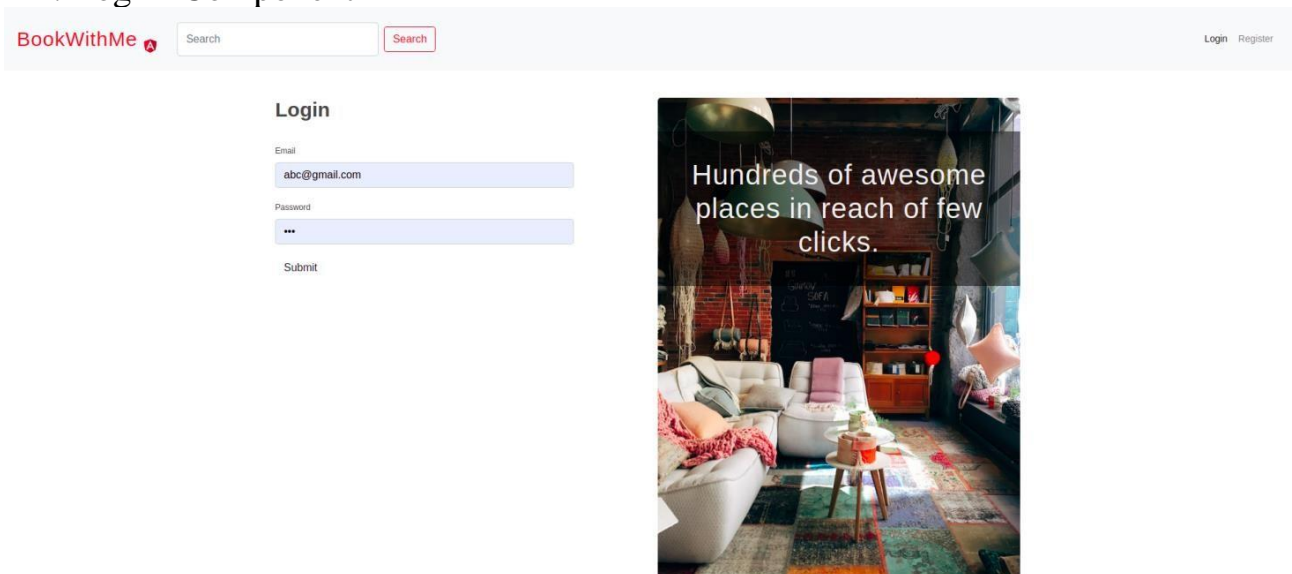 BookWithMe
Search
Search
Login
Register
Login
Email
abc@gmail.com
Password
•••
Submit
Hundreds of awesome
places in reach of few
clicks.
SOFA